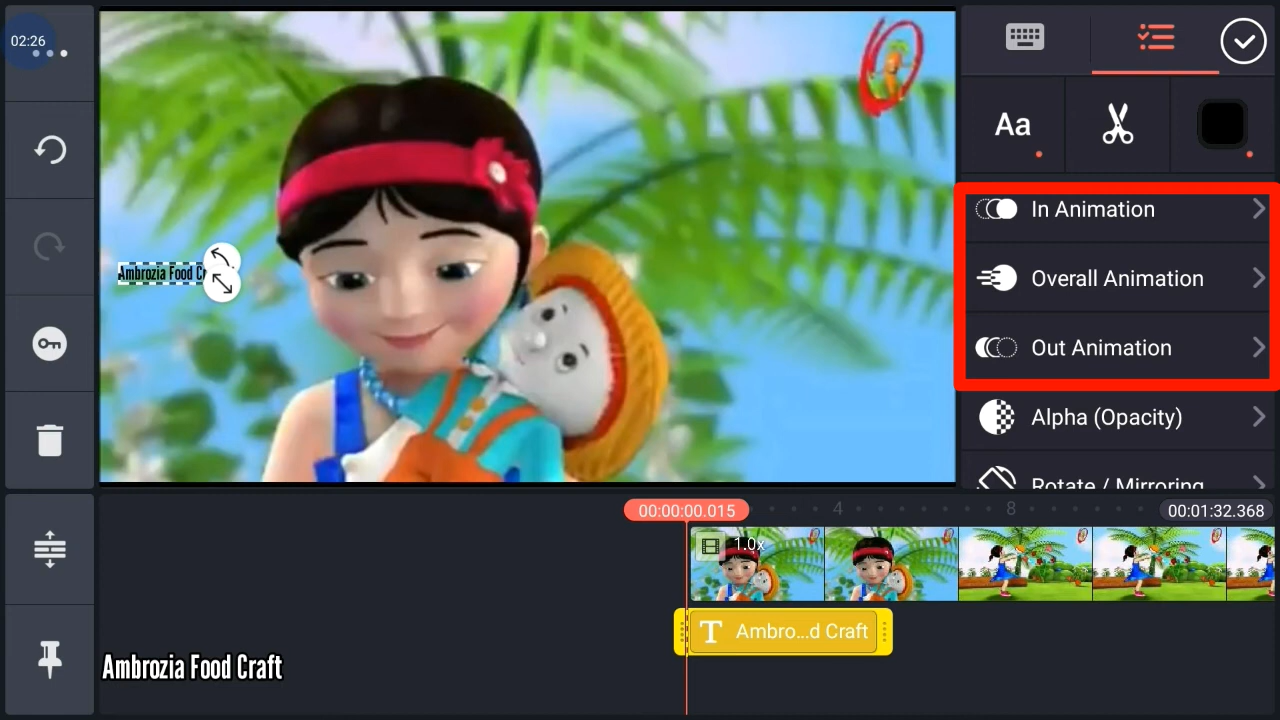 02:26
Aa
In Animation
Overall Animation
Out Animation
Alpha (Opacity)
Rotate / Mirroring
Ambrozia Food Cr
00:00:00.015
4
8
00:01:32.368
1.0x
T Ambro...d Craft
Ambrozia Food Craft